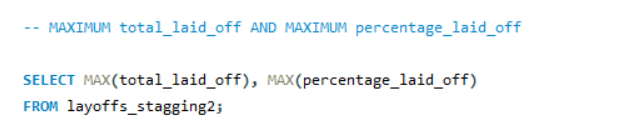 -- MAXIMUM total_laid_off AND MAXIMUM percentage_laid_off
SELECT MAX(total_laid_off), MAX(percentage_laid_off)
FROM layoffs_stagging2;